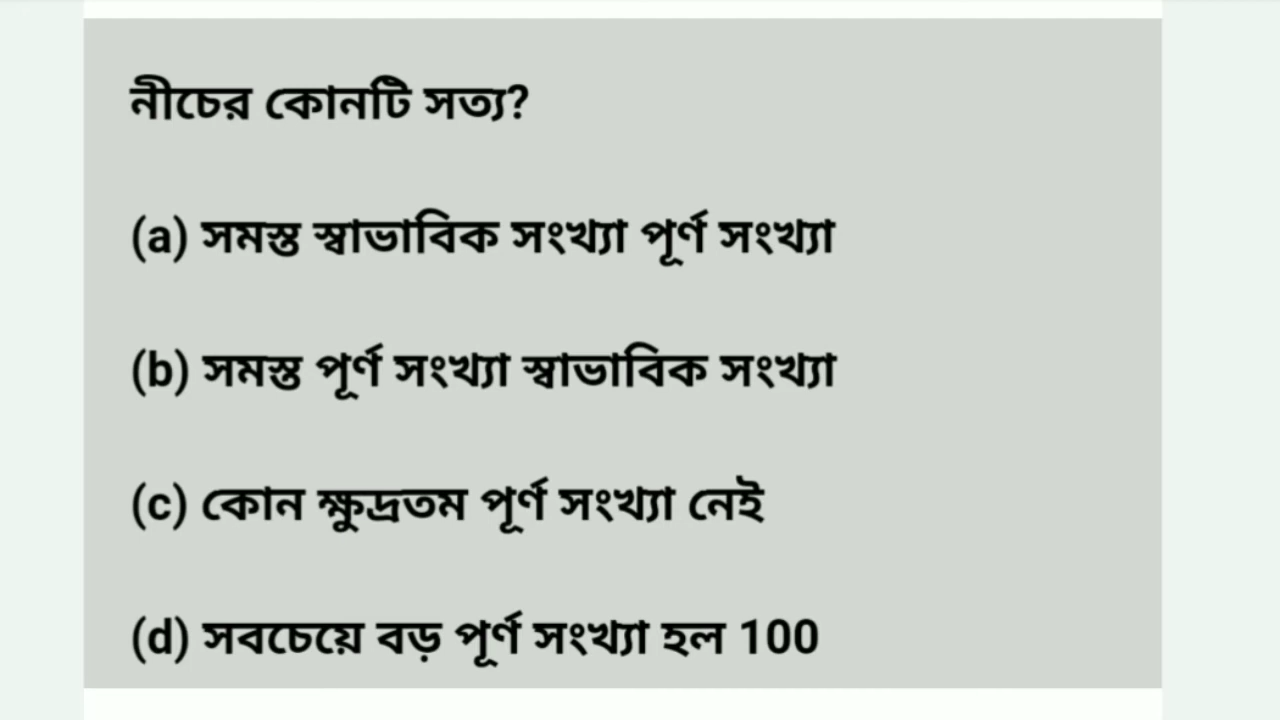 নীচের কোনটি সত্য?
(a) সমস্ত স্বাভাবিক সংখ্যা পূর্ণ সংখ্যা
(b) সমস্ত পূর্ণ সংখ্যা স্বাভাবিক সংখ্যা
(c) কোন ক্ষুদ্রতম পূর্ণ সংখ্যা নেই
(d) সবচেয়ে বড় পূর্ণ সংখ্যা হল 100